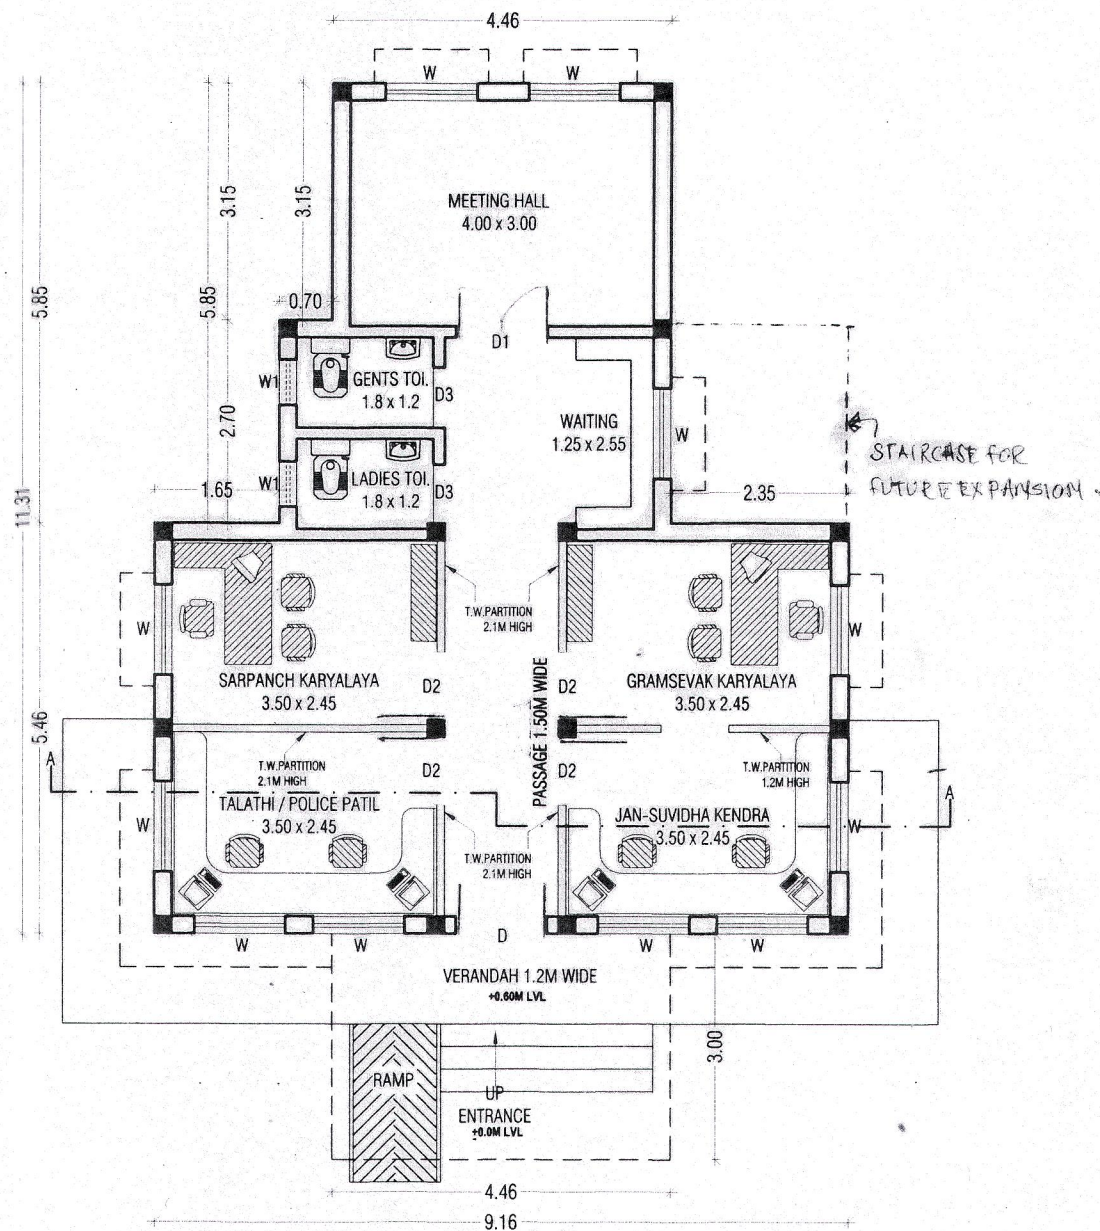 4.46
W
W
3.15
3.15
MEETING HALL
4.00 x 3.00
5.85
5.85
0.70
D1
W1
GENTS TOI.
1.8 x 1.2
D3
2.70
WAITING
1.25 x 2.55
W
STAIRCASE FOR
FUTURE EXPANSION
W1
LADIES TOI.
1.8 x 1.2
D3
1.65
2.35
11.31
T.W.PARTITION
2.1M HIGH
W
W
SARPANCH KARYALAYA
3.50 x 2.45
D2
PASSAGE 1.50M WIDE
D2
GRAMSEVAK KARYALAYA
3.50 x 2.45
5.46
A
T.W.PARTITION
2.1M HIGH
D2
D2
T.W.PARTITION
1.2M HIGH
A
TALATHI / POLICE PATIL
3.50 x 2.45
JAN-SUVIDHA KENDRA
3.50 x 2.45
W
W
T.W.PARTITION
2.1M HIGH
W
W
D
W
W
VERANDAH 1.2M WIDE
+0.60M LVL
3.00
RAMP
UP
ENTRANCE
+0.0M LVL
4.46
9.16